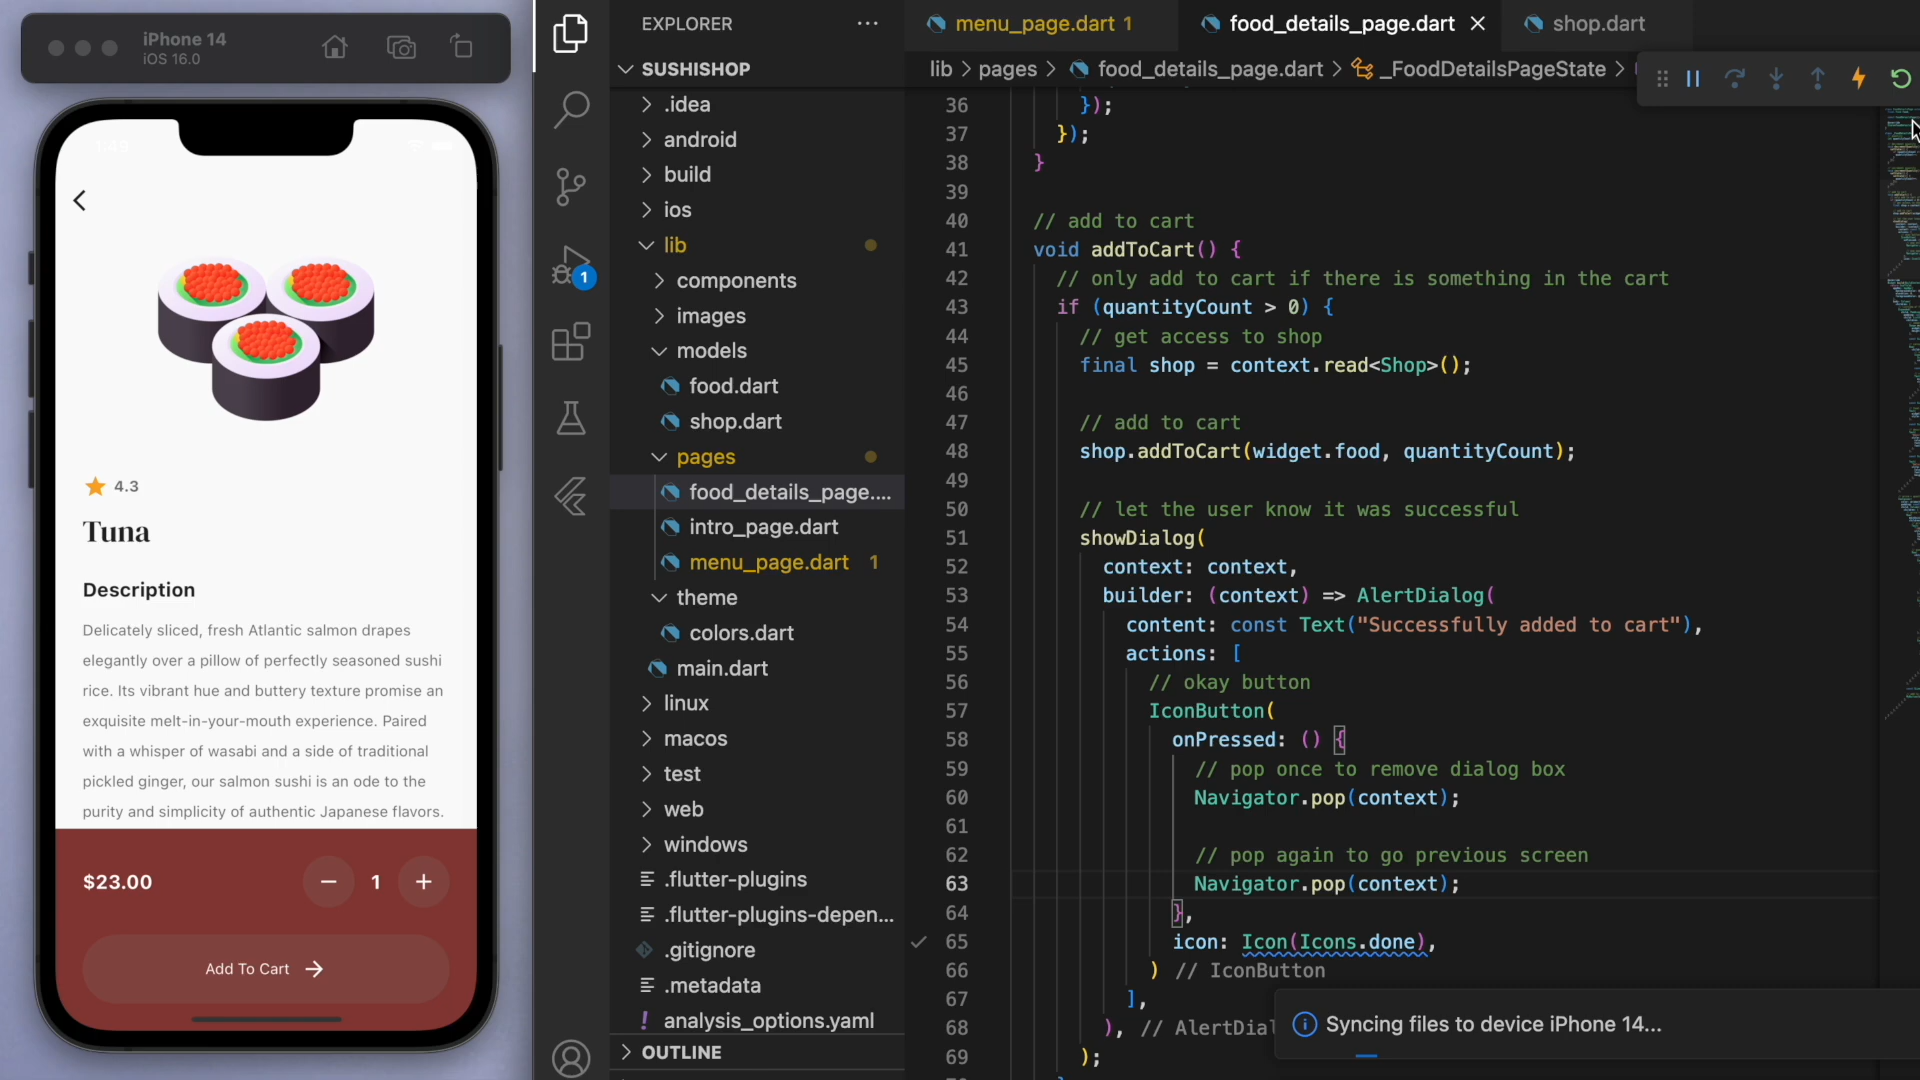 iPhone 14
iOS 16.0
4.3
Tuna
Description
Delicately sliced, fresh Atlantic salmon drapes
elegantly over a pillow of perfectly seasoned sushi
rice. Its vibrant hue and buttery texture promise an
exquisite melt-in-your-mouth experience. Paired
with a whisper of wasabi and a side of traditional
pickled ginger, our salmon sushi is an ode to the
purity and simplicity of authentic Japanese flavors.
$23.00
− 1 +
Add To Cart →
1
EXPLORER ...
SUSHISHOP
.idea
android
build
ios
lib
components
images
models
food.dart
shop.dart
pages
food_details_page....
intro_page.dart
menu_page.dart 1
theme
colors.dart
main.dart
linux
macos
test
web
windows
.flutter-plugins
.flutter-plugins-depen...
.gitignore
.metadata
! analysis_options.yaml
OUTLINE
menu_page.dart 1
food_details_page.dart
shop.dart
lib > pages > food_details_page.dart > _FoodDetailsPageState >
36 });
37 });
38 }
39
40 // add to cart
41 void addToCart() {
42 // only add to cart if there is something in the cart
43 if (quantityCount > 0) {
44 // get access to shop
45 final shop = context.read<Shop>();
46
47 // add to cart
48 shop.addToCart(widget.food, quantityCount);
49
50 // let the user know it was successful
51 showDialog(
52 context: context,
53 builder: (context) => AlertDialog(
54 content: const Text("Successfully added to cart"),
55 actions: [
56 // okay button
57 IconButton(
58 onPressed: () {
59 // pop once to remove dialog box
60 Navigator.pop(context);
61
62 // pop again to go previous screen
63 Navigator.pop(context);
64 },
65 icon: Icon(Icons.done),
66 ) // IconButton
67 ],
68 ), // AlertDial
69 );
Syncing files to device iPhone 14...